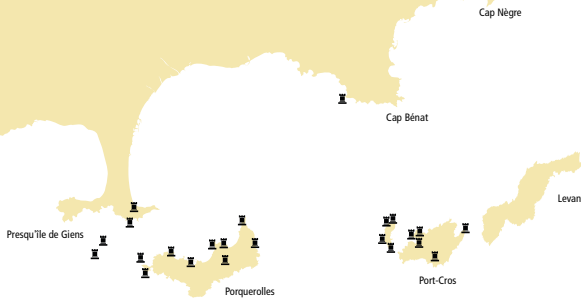 Cap Nègre
Cap Bénat
Levan
Presqu'île de Giens
Port-Cros
Porquerolles